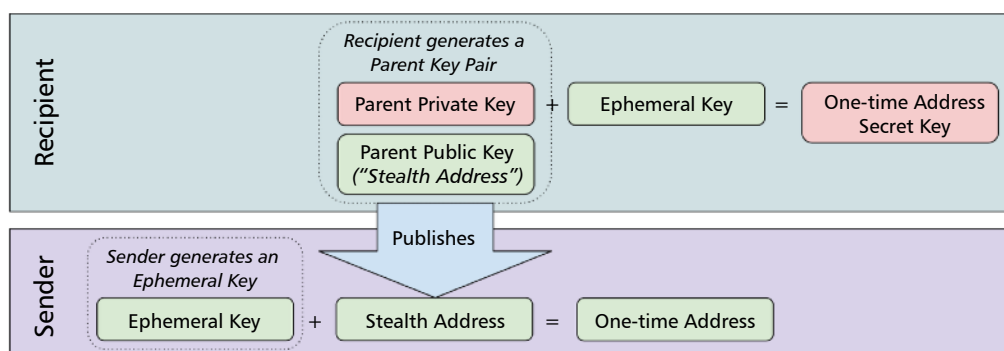 Recipient
Recipient generates a
Parent Key Pair
Parent Private Key + Ephemeral Key = One-time Address
Secret Key
Parent Public Key
(“Stealth Address”)
Publishes
Sender
Sender generates an
Ephemeral Key
Ephemeral Key + Stealth Address = One-time Address